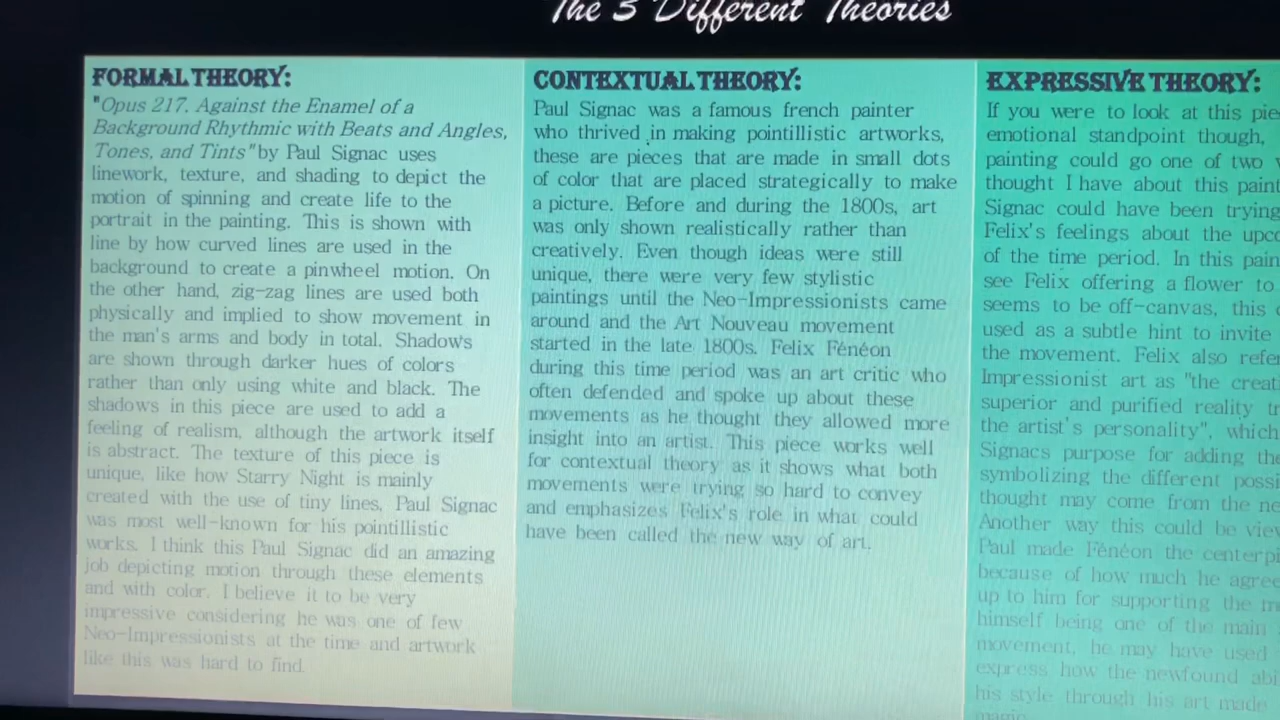 The 3 Different Theories
FORMAL THEORY:
"Opus 217. Against the Enamel of a
Background Rhythmic with Beats and Angles,
Tones, and Tints" by Paul Signac uses
linework, texture, and shading to depict the
motion of spinning and create life to the
portrait in the painting. This is shown with
line by how curved lines are used in the
background to create a pinwheel motion. On
the other hand, zig-zag lines are used both
physically and implied to show movement in
the man's arms and body in total. Shadows
are shown through darker hues of colors
rather than only using white and black. The
shadows in this piece are used to add a
feeling of realism, although the artwork itself
is abstract. The texture of this piece is
unique, like how Starry Night is mainly
created with the use of tiny lines, Paul Signac
was most well-known for his pointillistic
works. I think this Paul Signac did an amazing
job depicting motion through these elements
and with color. I believe it to be very
impressive considering he was one of few
Neo-Impressionists at the time and artwork
like this was hard to find.
CONTEXTUAL THEORY:
Paul Signac was a famous french painter
who thrived in making pointillistic artworks,
these are pieces that are made in small dots
of color that are placed strategically to make
a picture. Before and during the 1800s, art
was only shown realistically rather than
creatively. Even though ideas were still
unique, there were very few stylistic
paintings until the Neo-Impressionists came
around and the Art Nouveau movement
started in the late 1800s. Felix Fénéon
during this time period was an art critic who
often defended and spoke up about these
movements as he thought they allowed more
insight into an artist. This piece works well
for contextual theory as it shows what both
movements were trying so hard to convey
and emphasizes Felix's role in what could
have been called the new way of art.
EXPRESSIVE THEORY:
If you were to look at this
emotional standpoint though,
painting could go one of two
thought I have about this
Signac could have been trying
Felix's feelings about the
of the time period. In this
see Felix offering a flower to
seems to be off-canvas, this
used as a subtle hint to invite
the movement. Felix also
Impressionist art as "the
superior and purified reality
the artist's personality", which
Signacs purpose for adding
symbolizing the different
thought may come from the
Another way this could be
Paul made Fénéon the
because of how much he
up to him for supporting the
himself being one of the main
movement, he may have used
express how the newfound
his style through his art made
magic.